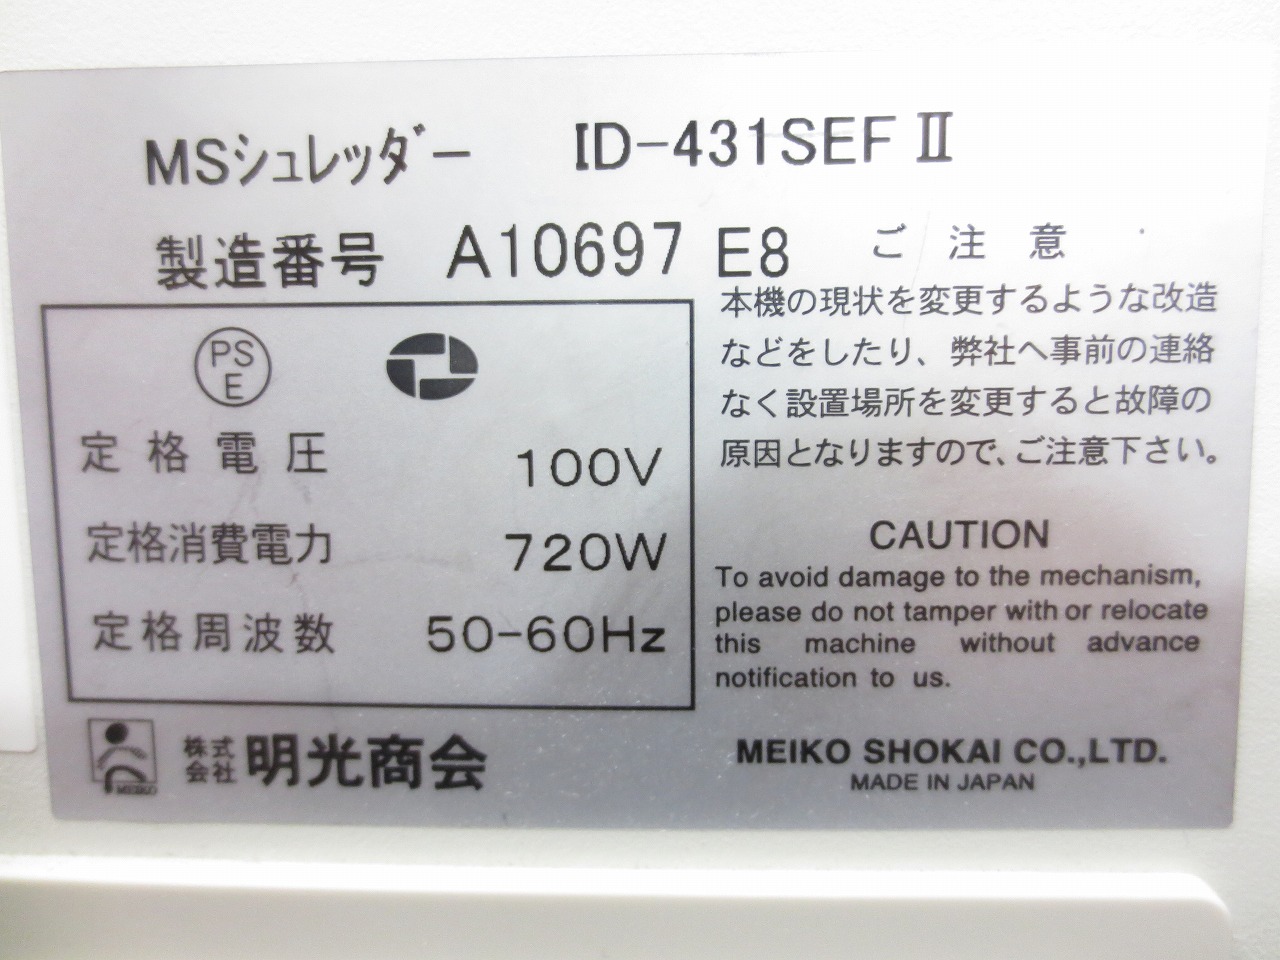 MSシュレッダー ID-431SEF II
製造番号 A10697 E8
PS
E
定格電圧 100V
定格消費電力 720W
定格周波数 50-60Hz
ご注意
本機の現状を変更するような改造
などをしたり、弊社へ事前の連絡
なく設置場所を変更すると故障の
原因となりますので、ご注意下さい。
CAUTION
To avoid damage to the mechanism,
please do not tamper with or relocate
this machine without advance
notification to us.
MEIKO
株式会社 明光商会
MEIKO SHOKAI CO.,LTD.
MADE IN JAPAN